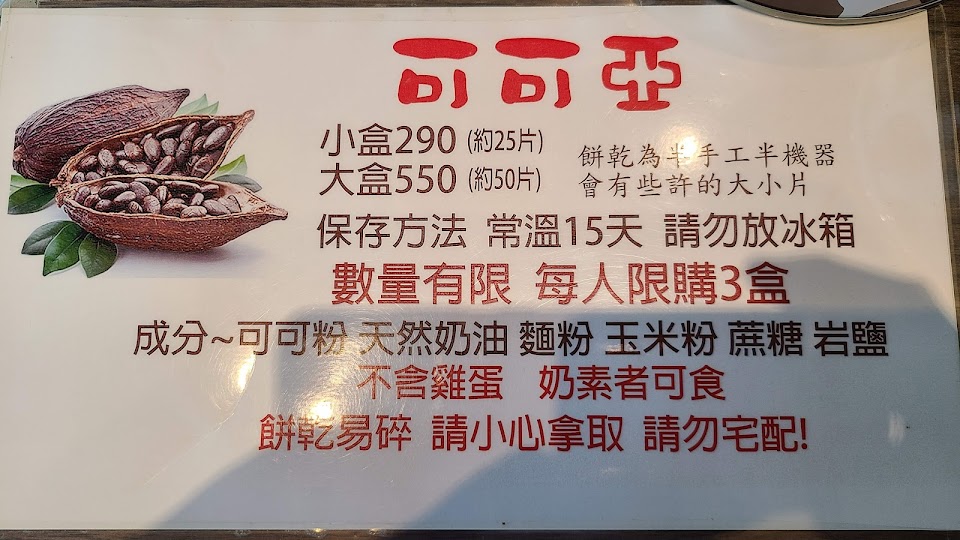 可可亞
小盒290 (約25片)
大盒550 (約50片)
餅乾為半手工半機器
會有些許的大小片
保存方法 常溫15天 請勿放冰箱
數量有限 每人限購3盒
成分~可可粉 天然奶油 麵粉 玉米粉 蔗糖 岩鹽
不含雞蛋 奶素者可食
餅乾易碎 請小心拿取 請勿宅配!